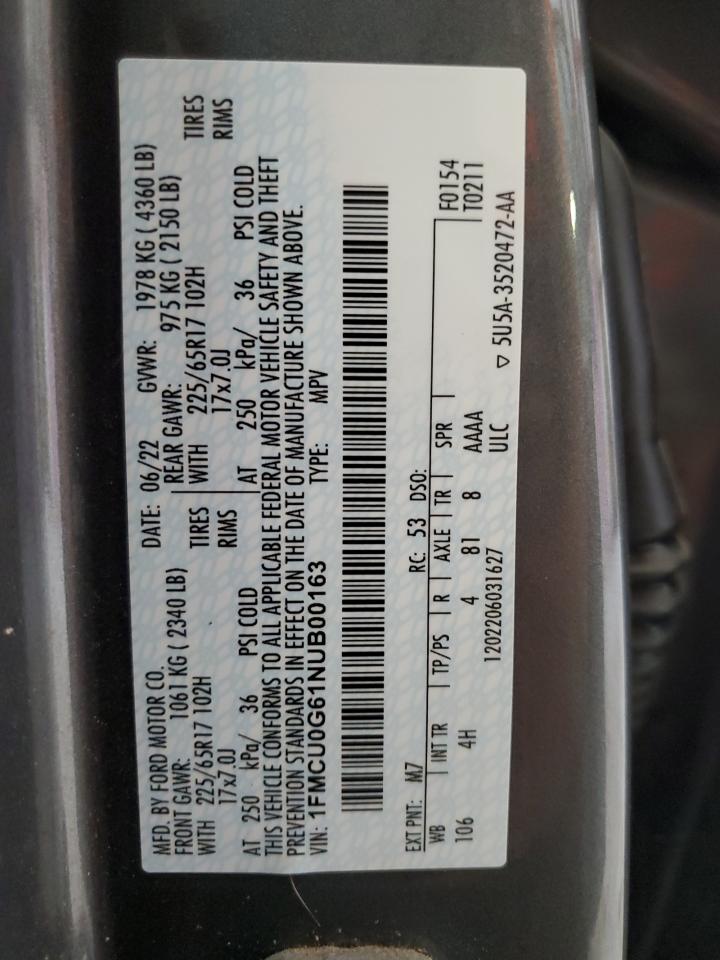 MFD. BY FORD MOTOR CO. DATE: 06/22 GVWR: 1978 KG ( 4360 LB)
FRONT GAWR: 1061 KG ( 2340 LB) REAR GAWR: 975 KG ( 2150 LB)
WITH 225/65R17 102H TIRES WITH 225/65R17 102H TIRES
17x7.0J RIMS 17x7.0J RIMS
AT 250 kPa/ 36 PSI COLD AT 250 kPa/ 36 PSI COLD
THIS VEHICLE CONFORMS TO ALL APPLICABLE FEDERAL MOTOR VEHICLE SAFETY AND THEFT
PREVENTION STANDARDS IN EFFECT ON THE DATE OF MANUFACTURE SHOWN ABOVE.
VIN: 1FMCU0G61NUB00163 TYPE: MPV
EXT PNT: M7 RC: 53 DSO: F0154
WB INT TR TP/PS R AXLE TR SPR T0211
106 4H 4 81 8 AAAA
1202206031627 ULC ▽ 5U5A-3520472-AA